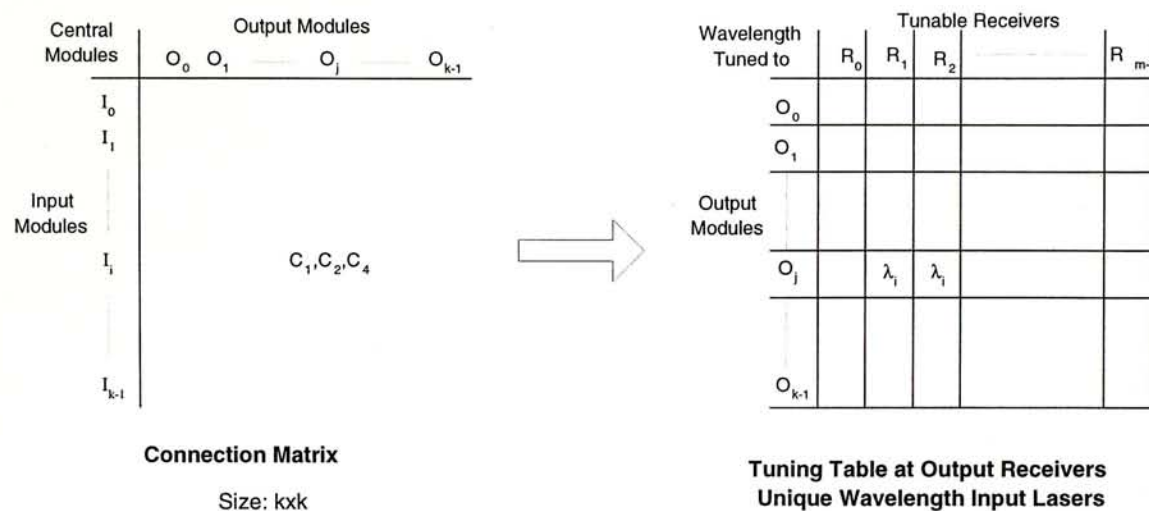 Central Modules
Output Modules
O0 O1 Oj Ok-1
I0
I1
Input Modules
Ii
C1,C2,C4
Ik-1
Connection Matrix
Size: kxk
Wavelength Tuned to
Tunable Receivers
R0 R1 R2 R m-
O0
O1
Output Modules
Oj λi λi
Ok-1
Tuning Table at Output Receivers
Unique Wavelength Input Lasers